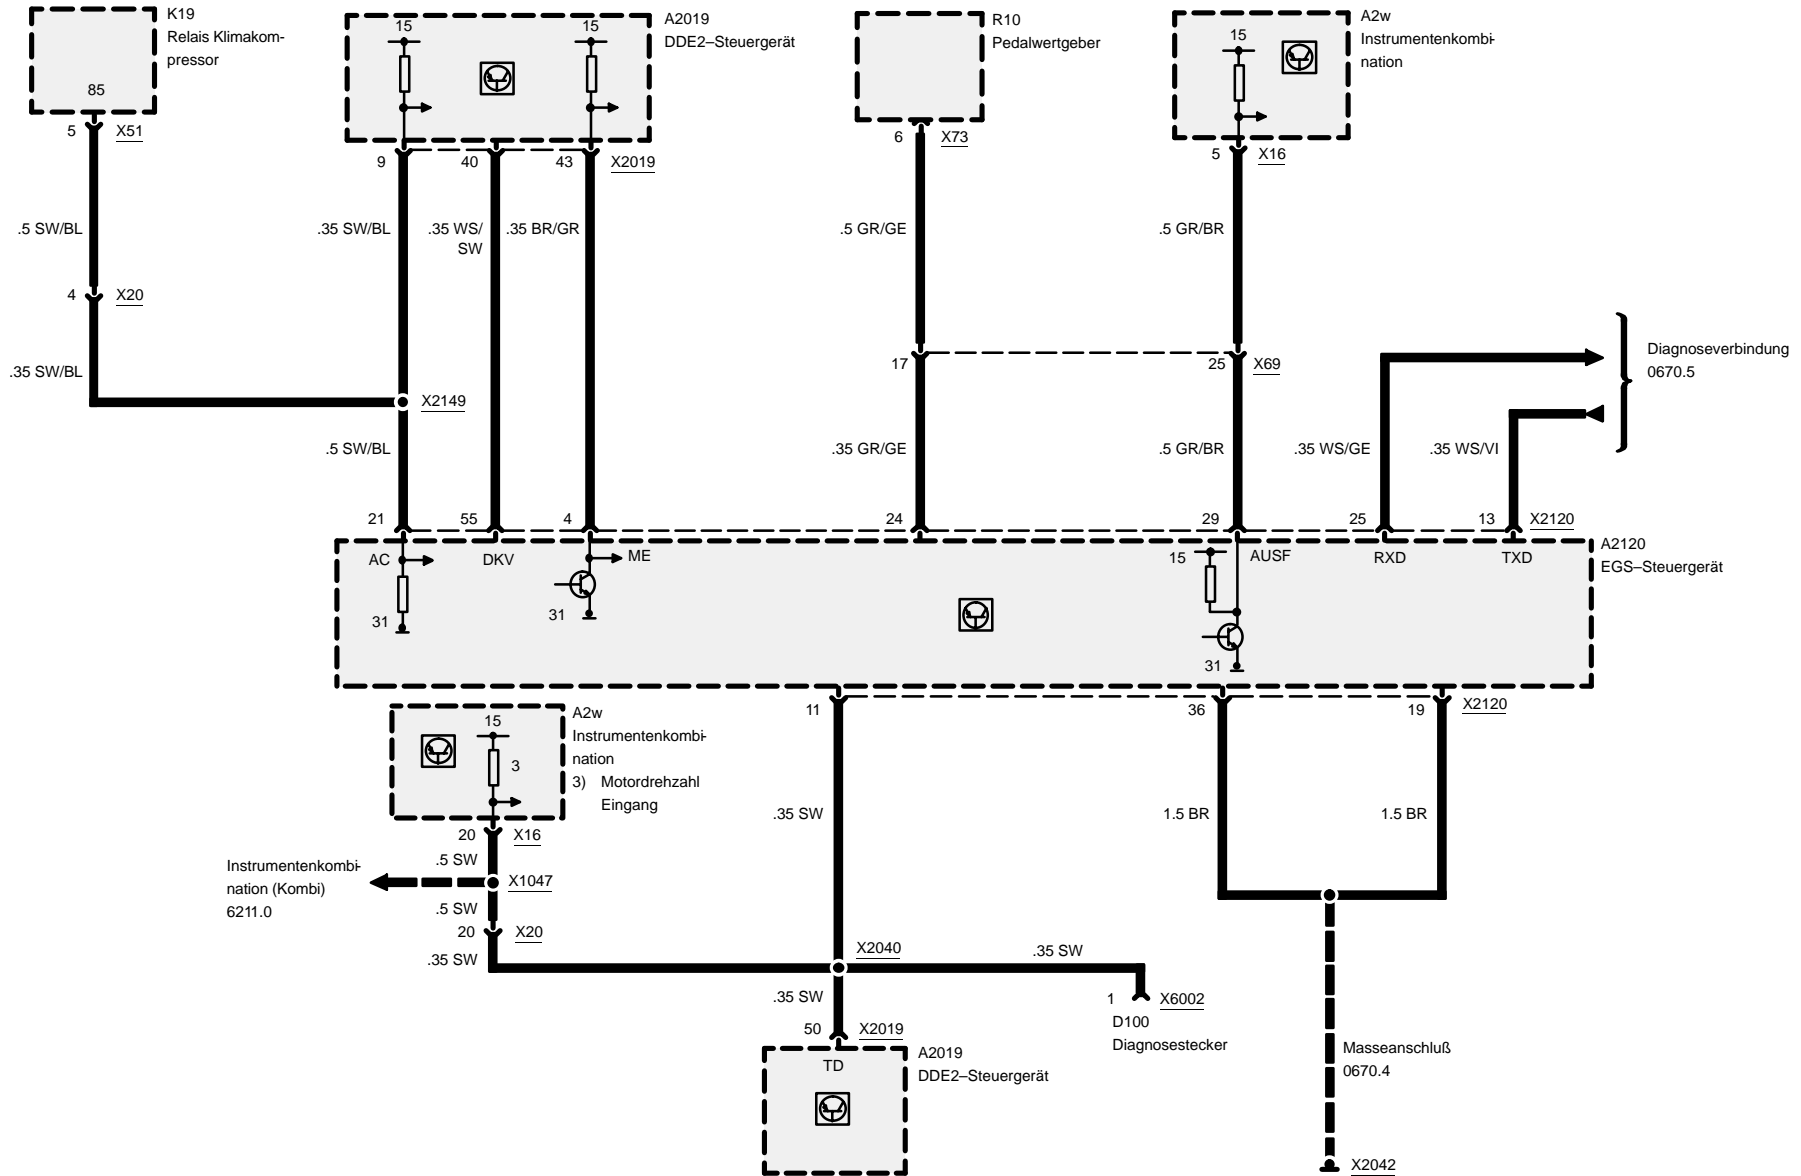 K19
Relais Klimakom-
pressor
85
5 X51
15 15
A2019
DDE2–Steuergerät
9 40 43 X2019
R10
Pedalwertgeber
6 X73
A2w
Instrumentenkombi-
nation
15
5 X16
.5 SW/BL
.35 SW/BL
.35 WS/
SW
.35 BR/GR
.5 GR/GE
.5 GR/BR
4 X20
.35 SW/BL
X2149
17 25 X69
Diagnoseverbindung
0670.5
.5 SW/BL
.35 GR/GE
.5 GR/BR
.35 WS/GE
.35 WS/VI
21 55 4 24 29 25 13 X2120
A2120
EGS–Steuergerät
AC DKV ME 15 AUSF RXD TXD
31 31 31
11 36 19 X2120
A2w
Instrumentenkombi-
nation
3) Motordrehzahl
Eingang
15
3
20 X16
.5 SW
X1047
Instrumentenkombi-
nation (Kombi)
6211.0
.5 SW
20 X20
.35 SW
.35 SW
1.5 BR
1.5 BR
X2040
.35 SW
.35 SW
1 X6002
D100
Diagnosestecker
50 X2019
TD
A2019
DDE2–Steuergerät
Masseanschluß
0670.4
X2042